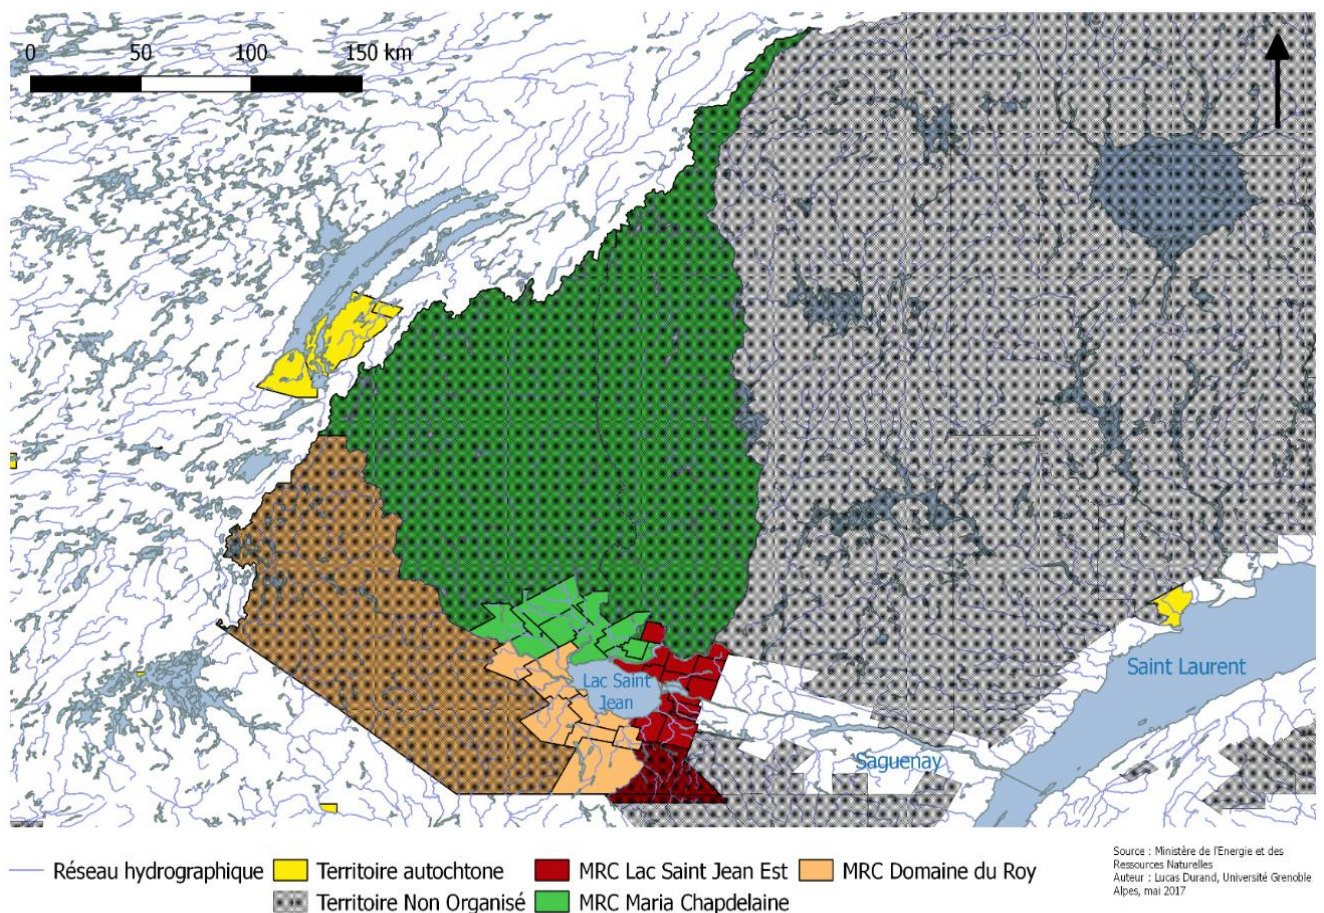 0 50 100 150 km
Lac Saint
Jean
Saint Laurent
Saguenay
Réseau hydrographique
Territoire autochtone
MRC Lac Saint Jean Est
MRC Domaine du Roy
Territoire Non Organisé
MRC Maria Chapdelaine
Source : Ministère de l'Energie et des
Ressources Naturelles
Auteur : Lucas Durand, Université Grenoble
Alpes, mai 2017